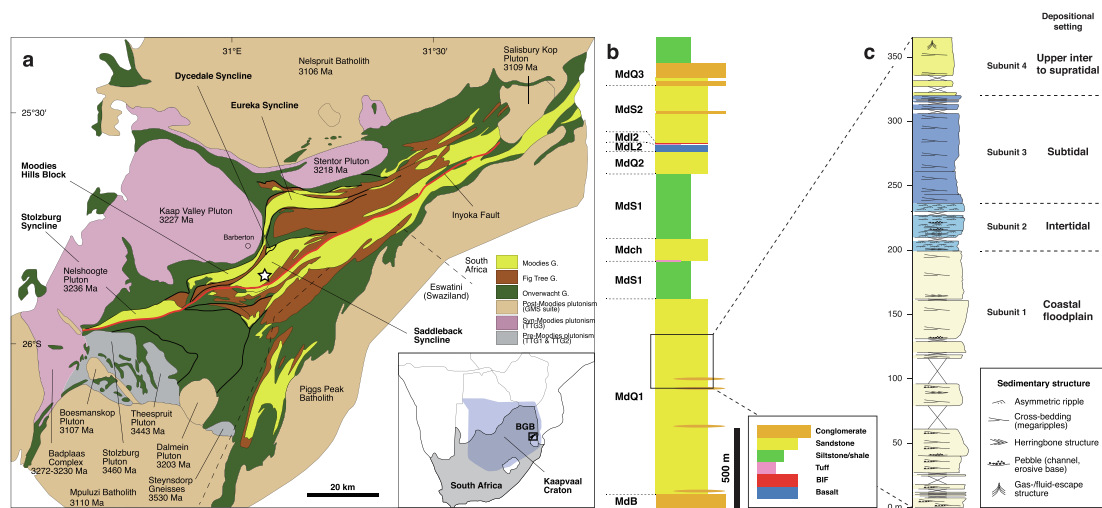 a
31°E
31°30'
25°30'
26°S
Nelspruit Batholith
3106 Ma
Salisbury Kop
Pluton
3109 Ma
Dycedale Syncline
Eureka Syncline
Stentor Pluton
3218 Ma
Moodies
Hills Block
Kaap Valley Pluton
3227 Ma
Barberton
Inyoka Fault
Stolzburg
Syncline
Nelshoogte
Pluton
3236 Ma
South
Africa
Eswatini
(Swaziland)
Moodies G.
Fig Tree G.
Onverwacht G.
Post-Moodies plutonism
(GMS suite)
Syn-Moodies plutonism
(TTG3)
Pre-Moodies plutonism
(TTG1 & TTG2)
Saddleback
Syncline
Piggs Peak
Batholith
Boesmanskop
Pluton
3107 Ma
Theespruit
Pluton
3443 Ma
Badplaas
Complex
3272-3230 Ma
Stolzburg
Pluton
3460 Ma
Dalmein
Pluton
3203 Ma
Steynsdorp
Gneisses
3530 Ma
Mpuluzi Batholith
3110 Ma
20 km
BGB
South Africa
Kaapvaal
Craton
b
MdQ3
MdS2
MdI2
MdL2
MdQ2
MdS1
Mdch
MdS1
MdQ1
MdB
500 m
Conglomerate
Sandstone
Siltstone/shale
Tuff
BIF
Basalt
c
Depositional
setting
350
300
250
200
150
100
50
0 m
Subunit 4
Upper inter
to supratidal
Subunit 3
Subtidal
Subunit 2
Intertidal
Subunit 1
Coastal
floodplain
Sedimentary structure
Asymmetric ripple
Cross-bedding
(megaripples)
Herringbone structure
Pebble (channel,
erosive base)
Gas-/fluid-escape
structure